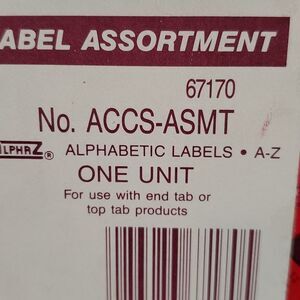 ABEL ASSORTMENT
67170
No. ACCS-ASMT
ALPHAZ® ALPHABETIC LABELS • A-Z
ONE UNIT
For use with end tab or
top tab products